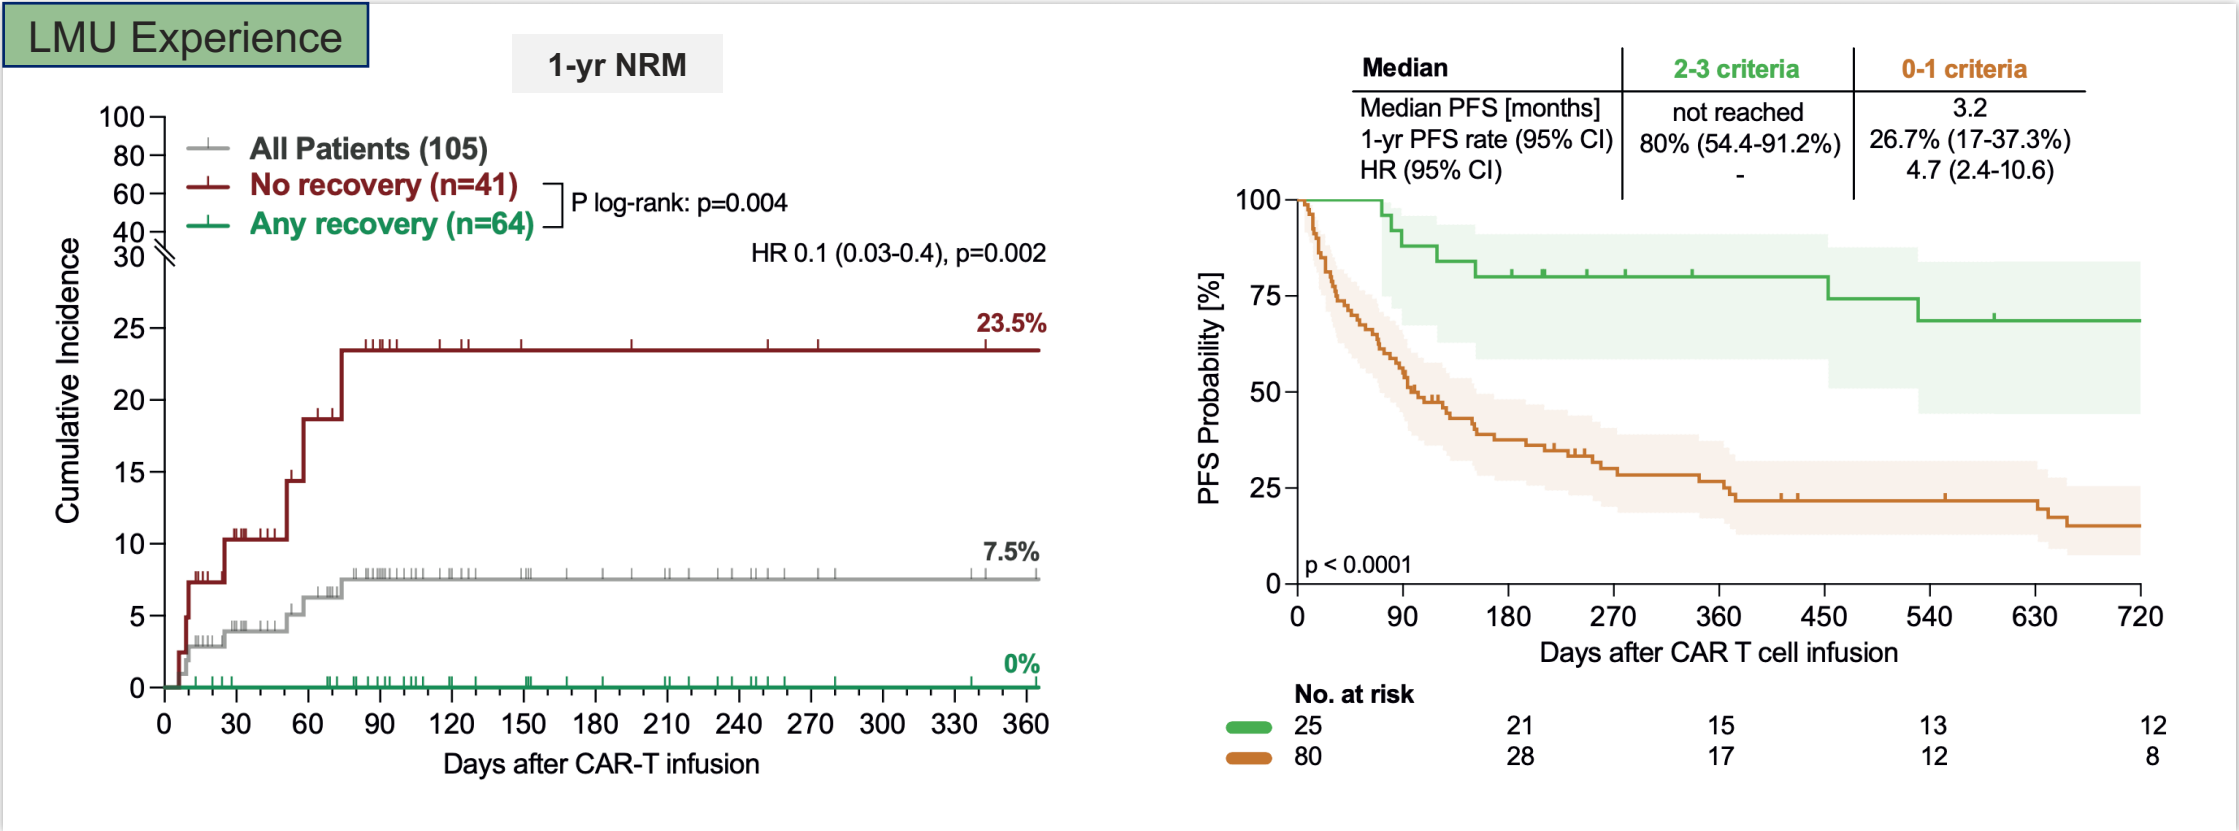 LMU Experience
1-yr NRM
Cumulative Incidence
100
80
60
40
30
25
20
15
10
5
0
All Patients (105)
No recovery (n=41)
Any recovery (n=64)
P log-rank: p=0.004
HR 0.1 (0.03-0.4), p=0.002
23.5%
7.5%
0%
0 30 60 90 120 150 180 210 240 270 300 330 360
Days after CAR-T infusion
Median 2-3 criteria 0-1 criteria
Median PFS [months] not reached 3.2
1-yr PFS rate (95% CI) 80% (54.4-91.2%) 26.7% (17-37.3%)
HR (95% CI) - 4.7 (2.4-10.6)
PFS Probability [%]
100
75
50
25
0
p < 0.0001
0 90 180 270 360 450 540 630 720
Days after CAR T cell infusion
No. at risk
25 21 15 13 12
80 28 17 12 8